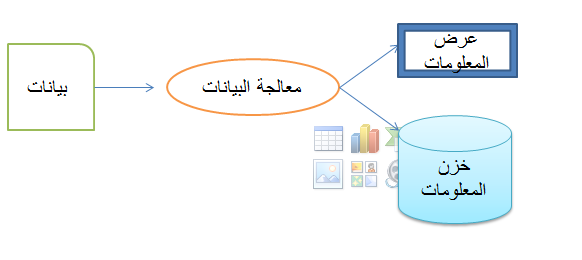 بيانات
معالجة البيانات
عرض
المعلومات
خزن
المعلومات